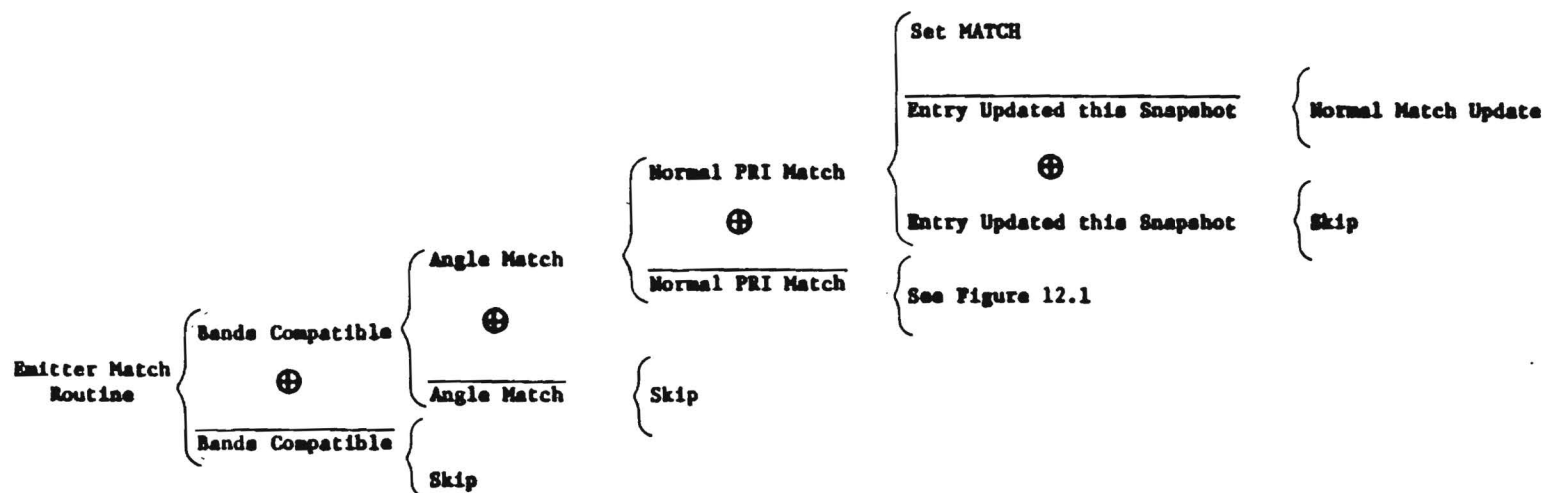 Set MATCH
Entry Updated this Snapshot
Normal Match Update
Normal PRI Match
⊕
⊕
Entry Updated this Snapshot
Skip
Angle Match
Normal PRI Match
See Figure 12.1
Bands Compatible
⊕
Emitter Match
Routine
⊕
Angle Match
Skip
Bands Compatible
Skip